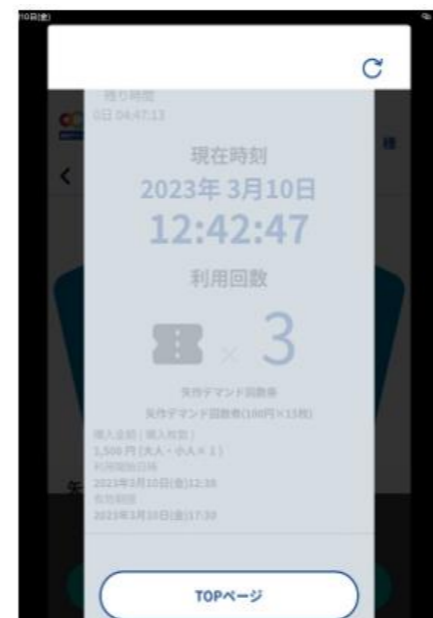 10日(金)
残り時間
0日 04:47:13
様
現在時刻
2023年 3月10日
12:42:47
利用回数
× 3
矢作デマンド回数券
矢作デマンド回数券(100円×15枚)
購入金額 ( 購入枚数 )
1,500 円 (大人・小人× 1 )
利用開始日時
2023年3月10日(金)12:30
有効期限
2023年3月10日(金)17:30
矢
TOPページ